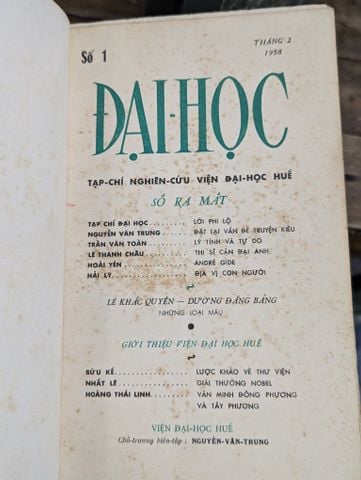 Số 1
THÁNG 2
1958
ĐẠI-HỌC
TẠP-CHÍ NGHIÊN-CỨU VIỆN ĐẠI-HỌC HUẾ
SỐ RA MẮT
TẠP CHÍ ĐẠI HỌC........ LỜI PHI LỘ
NGUYỄN VĂN TRUNG....... ĐẶT LẠI VẤN ĐỀ TRUYỆN KIỀU
TRẦN VĂN TOÀN......... LÝ TÍNH VÀ TỰ DO
LÊ THANH CHÂU......... THI SĨ CẢN ĐẠI ANH
HOÀI YÊN............. ANDRÉ GIDE
HẢI LÝ............... ĐỊA VỊ CON NGƯỜI
LÊ KHẮC QUYẾN — DƯƠNG ĐẢNG BẢNG
NHỮNG LOẠI MÁU
GIỚI THIỆU VIỆN ĐẠI HỌC HUẾ
BỬU KẾ............... LƯỢC KHẢO VỀ THƯ VIỆN
NHẤT LÊ.............. GIẢI THƯỞNG NOBEL
HOÀNG THÁI LINH........ VĂN MINH ĐÔNG PHƯƠNG
VÀ TÂY PHƯƠNG
VIỆN ĐẠI-HỌC HUẾ
Chủ-trương biên-tập : NGUYỄN-VĂN-TRUNG